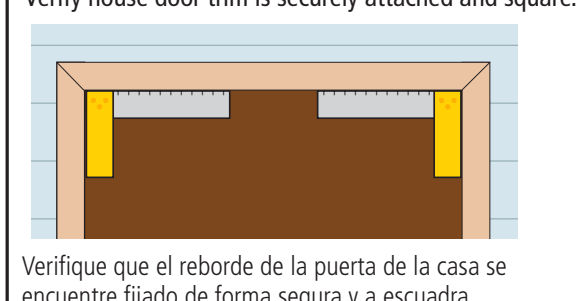 Verify house door trim is securely attached and square.
Verifique que el reborde de la puerta de la casa se
encuentre fijado de forma segura y a escuadra.